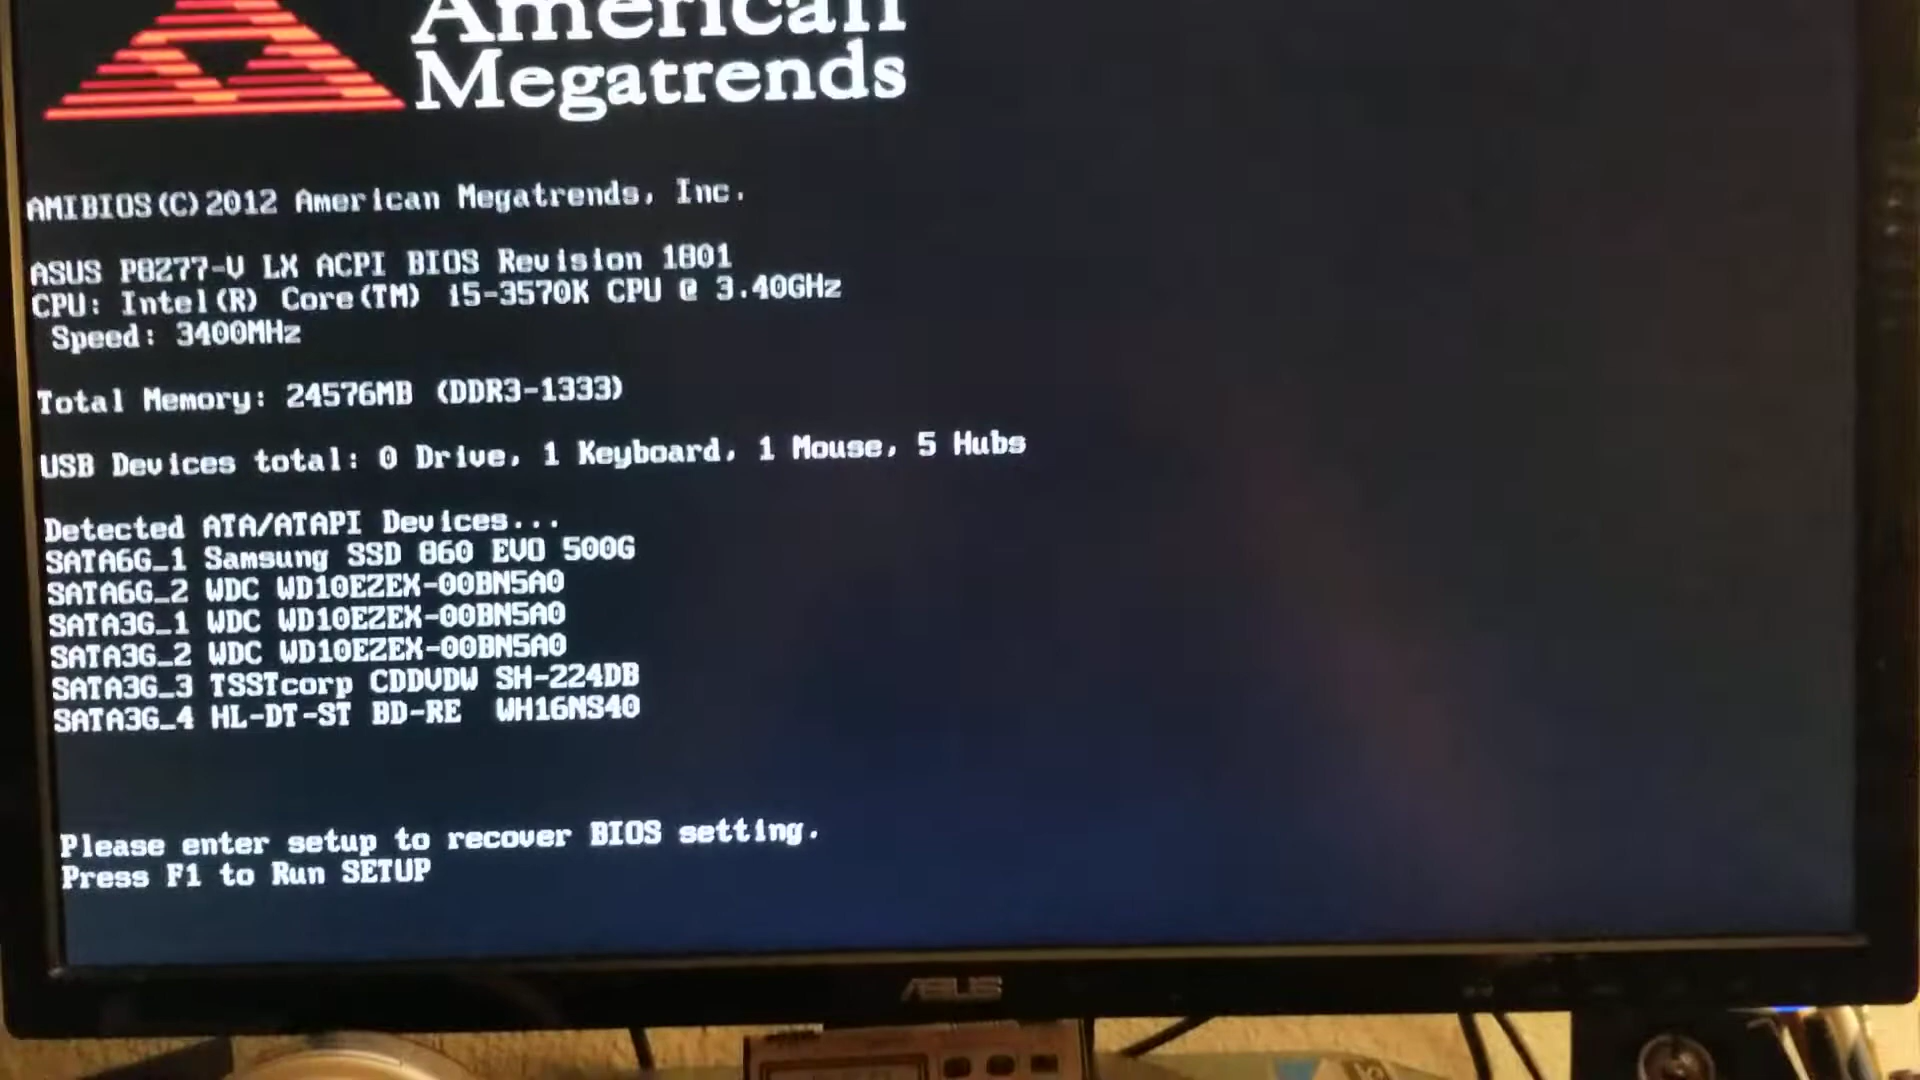 American
Megatrends
AMIBIOS(C)2012 American Megatrends, Inc.
ASUS P8Z77-V LX ACPI BIOS Revision 1801
CPU: Intel(R) Core(TM) i5-3570K CPU @ 3.40GHz
Speed: 3400MHz
Total Memory: 24576MB (DDR3-1333)
USB Devices total: 0 Drive, 1 Keyboard, 1 Mouse, 5 Hubs
Detected ATA/ATAPI Devices...
SATA6G_1 Samsung SSD 860 EVO 500G
SATA6G_2 WDC WD10EZEX-00BN5A0
SATA3G_1 WDC WD10EZEX-00BN5A0
SATA3G_2 WDC WD10EZEX-00BN5A0
SATA3G_3 TSSTcorp CDDVDW SH-224DB
SATA3G_4 HL-DT-ST BD-RE  WH16NS40
Please enter setup to recover BIOS setting.
Press F1 to Run SETUP
ASUS